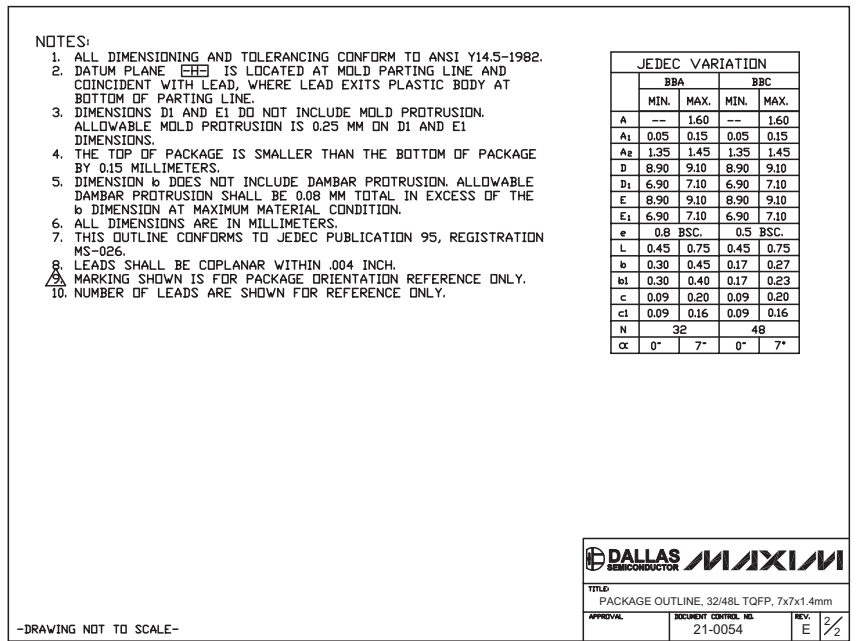 NOTES:
1. ALL DIMENSIONING AND TOLERANCING CONFORM TO ANSI Y14.5-1982.
2. DATUM PLANE -H- IS LOCATED AT MOLD PARTING LINE AND
COINCIDENT WITH LEAD, WHERE LEAD EXITS PLASTIC BODY AT
BOTTOM OF PARTING LINE.
3. DIMENSIONS D1 AND E1 DO NOT INCLUDE MOLD PROTRUSION.
ALLOWABLE MOLD PROTRUSION IS 0.25 MM ON D1 AND E1
DIMENSIONS.
4. THE TOP OF PACKAGE IS SMALLER THAN THE BOTTOM OF PACKAGE
BY 0.15 MILLIMETERS.
5. DIMENSION b DOES NOT INCLUDE DAMBAR PROTRUSION. ALLOWABLE
DAMBAR PROTRUSION SHALL BE 0.08 MM TOTAL IN EXCESS OF THE
b DIMENSION AT MAXIMUM MATERIAL CONDITION.
6. ALL DIMENSIONS ARE IN MILLIMETERS.
7. THIS OUTLINE CONFORMS TO JEDEC PUBLICATION 95, REGISTRATION
MS-026.
8. LEADS SHALL BE COPLANAR WITHIN .004 INCH.
9. MARKING SHOWN IS FOR PACKAGE ORIENTATION REFERENCE ONLY.
10. NUMBER OF LEADS ARE SHOWN FOR REFERENCE ONLY.
JEDEC VARIATION
BBA BBC
MIN. MAX. MIN. MAX.
A -- 1.60 -- 1.60
A1 0.05 0.15 0.05 0.15
A2 1.35 1.45 1.35 1.45
D 8.90 9.10 8.90 9.10
D1 6.90 7.10 6.90 7.10
E 8.90 9.10 8.90 9.10
E1 6.90 7.10 6.90 7.10
e 0.8 BSC. 0.5 BSC.
L 0.45 0.75 0.45 0.75
b 0.30 0.45 0.17 0.27
b1 0.30 0.40 0.17 0.23
c 0.09 0.20 0.09 0.20
c1 0.09 0.16 0.09 0.16
N 32 48
α 0° 7° 0° 7°
DALLAS SEMICONDUCTOR MAXIM
TITLE:
PACKAGE OUTLINE, 32/48L TQFP, 7x7x1.4mm
APPROVAL DOCUMENT CONTROL NO. REV.
21-0054 E 2/2
-DRAWING NOT TO SCALE-